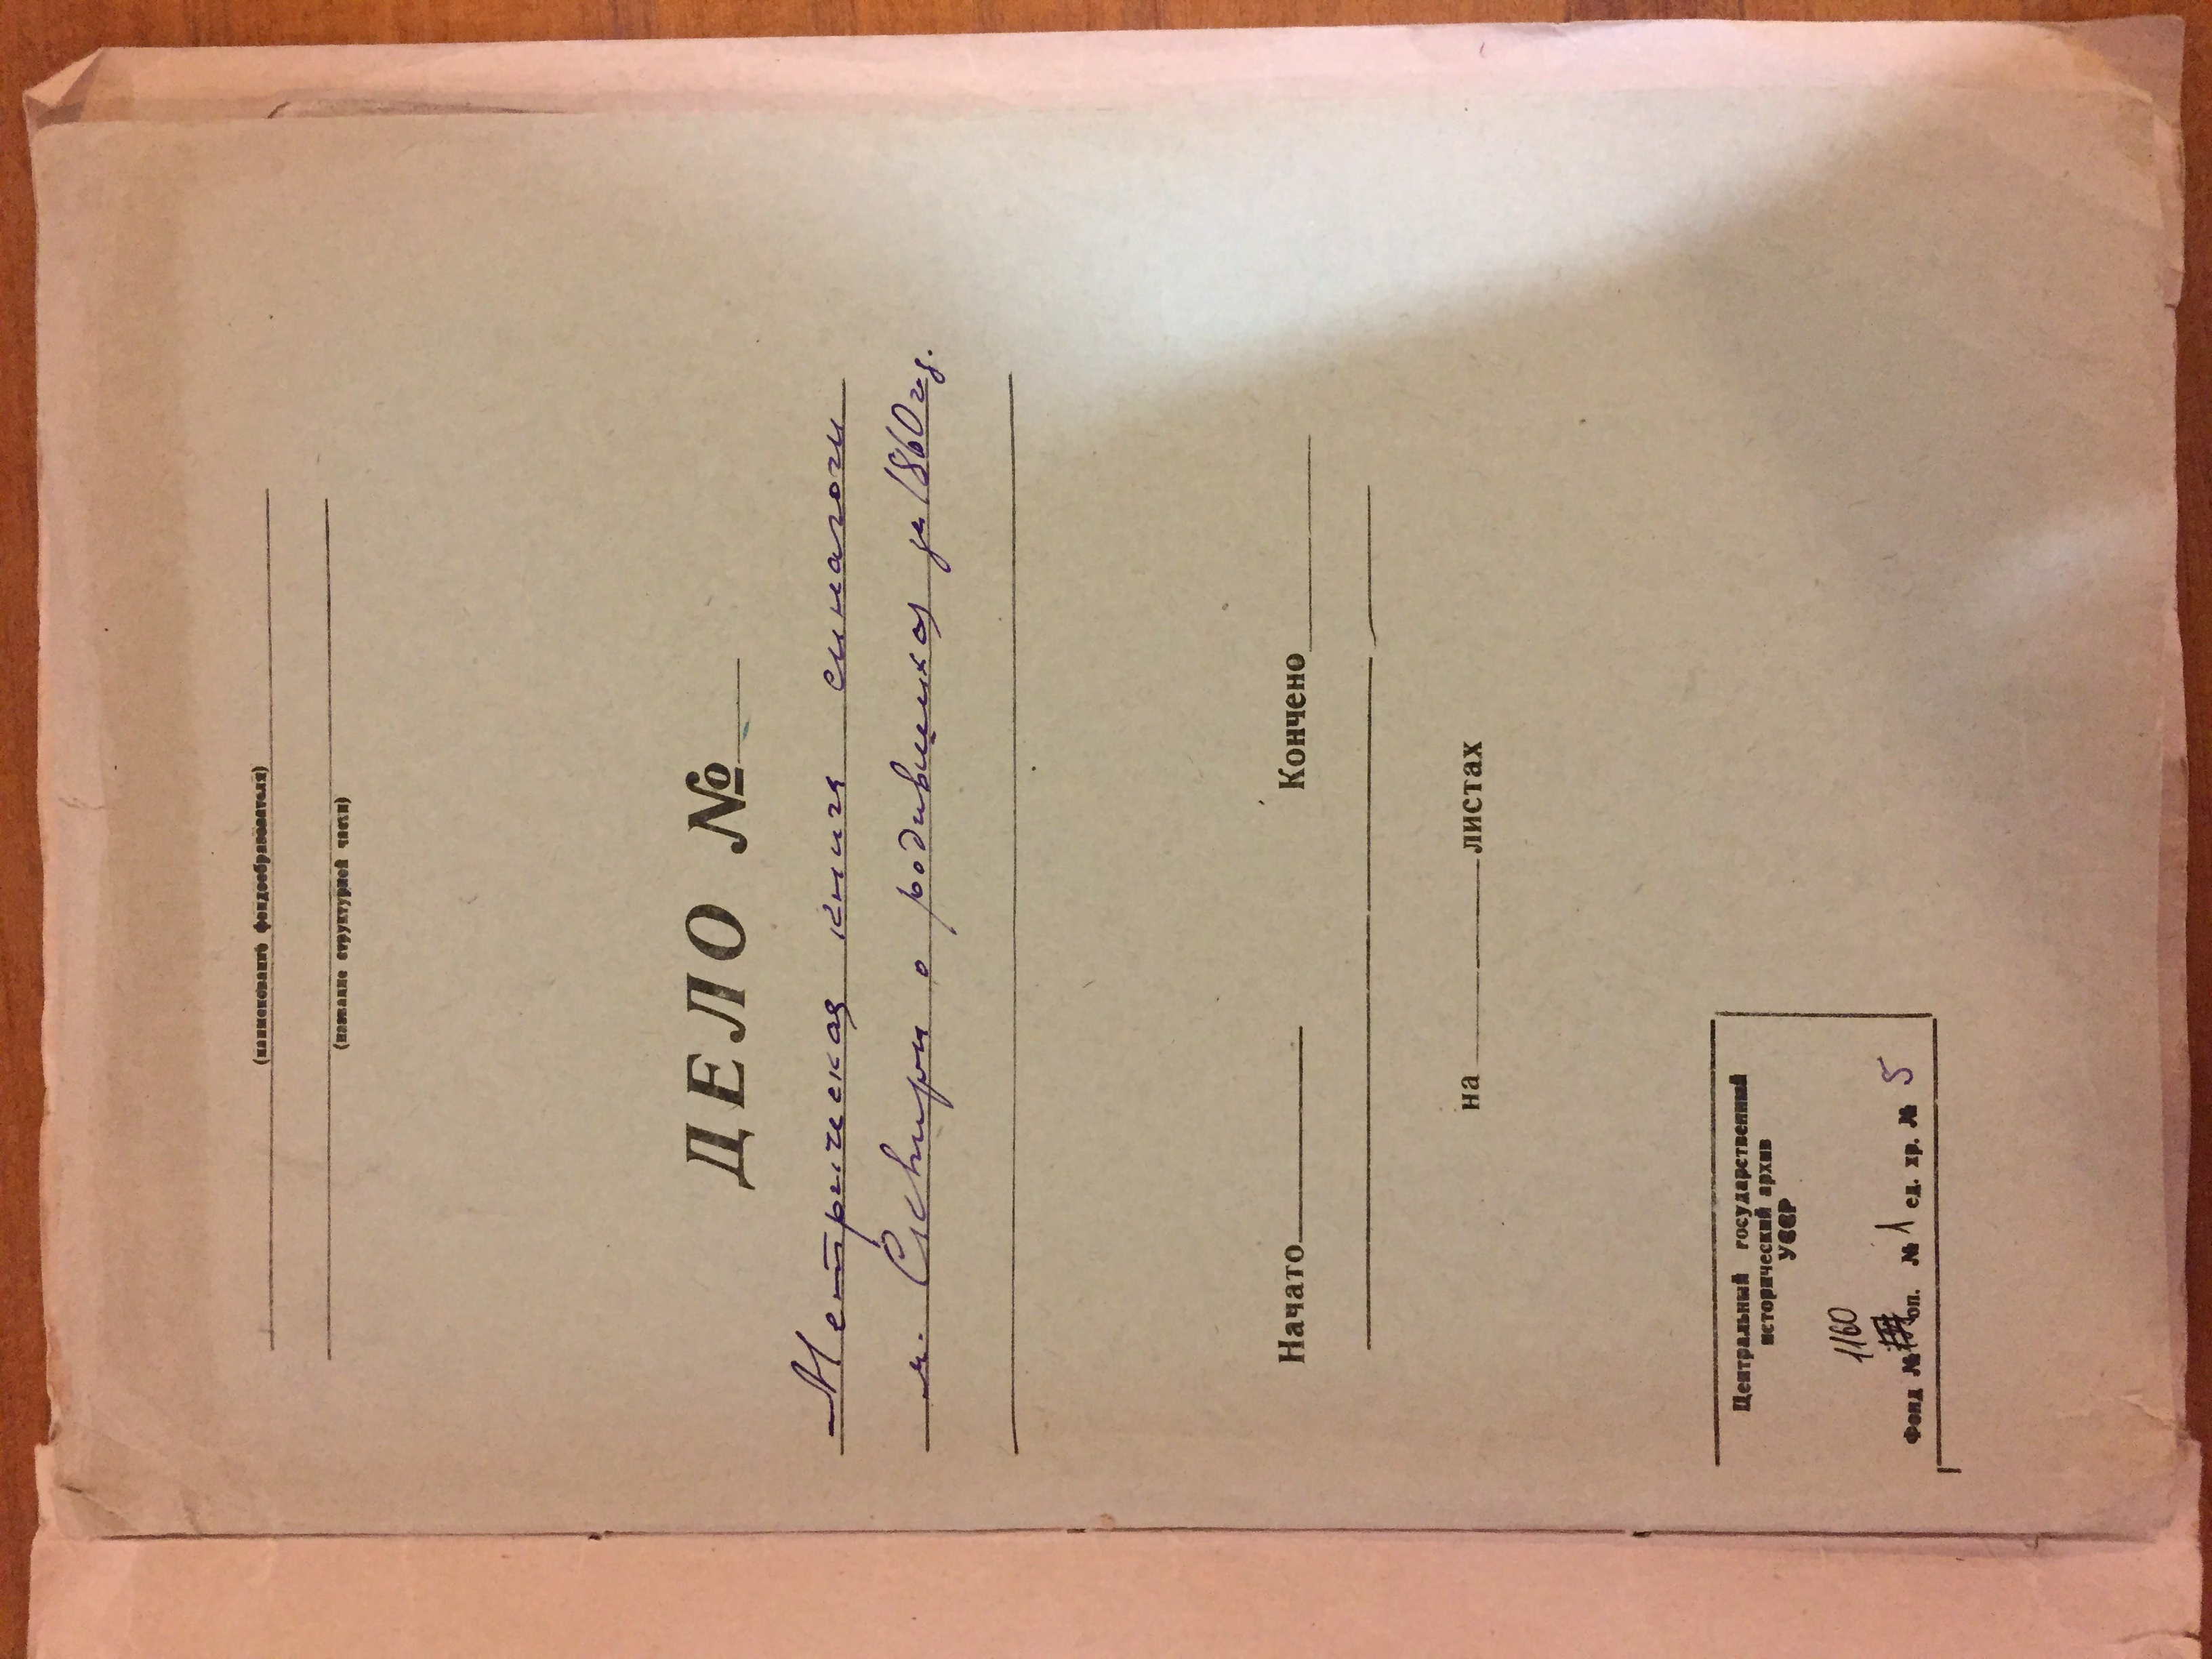 (наименование фондообразователя)
(название структурной части)
ДЕЛО №
Метрическая книга синагоги
м. Сквиры о родившихся за 1860 г.
Начато Кончено
на листах
Центральный государственный
исторический архив
УССР
1160
Фонд № оп. № 1 ед. хр. № 5